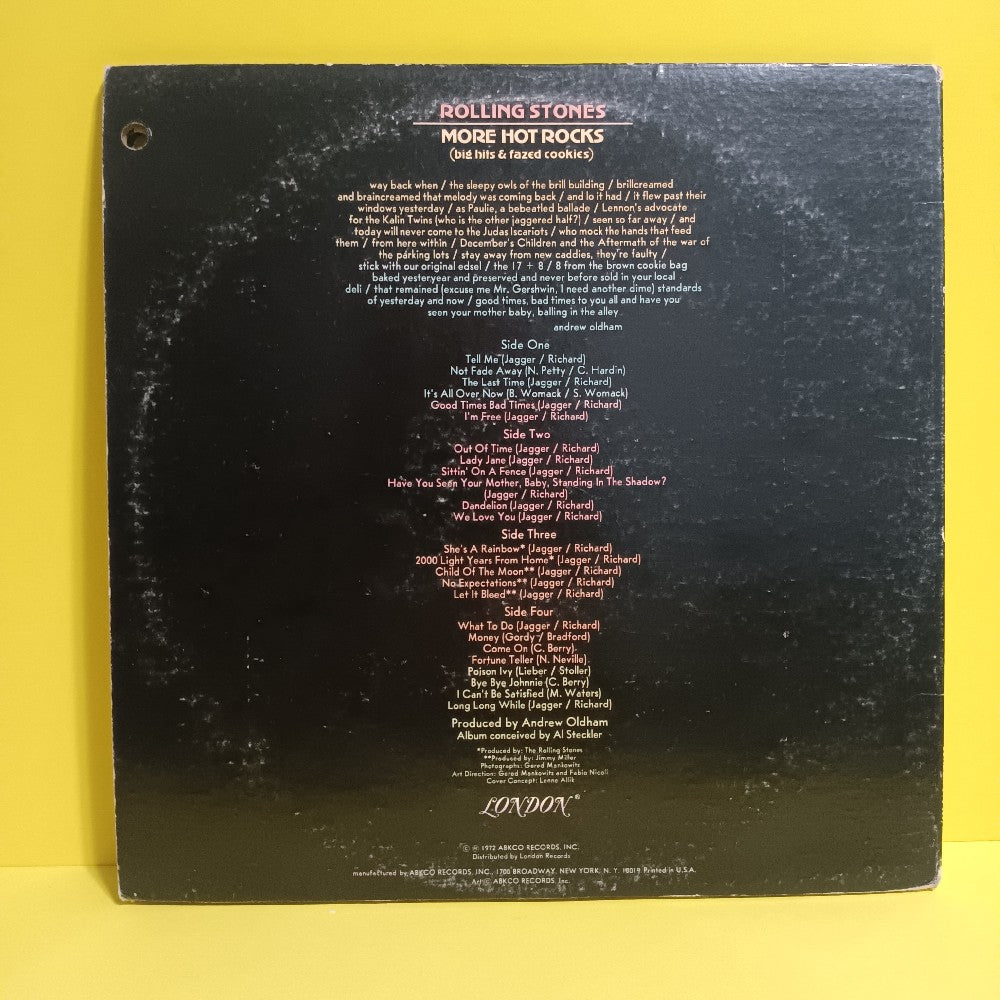 ROLLING STONES
MORE HOT ROCKS
(big hits & fazed cookies)
way back when / the sleepy owls of the brill building / brillcreamed
and braincreamed that melody was coming back / and lo it had / it flew past their
windows yesterday / as Paulie, a bebeatled ballade / Lennon's advocate
for the Kalin Twins (who is the other jaggered half?) / seen so far away / and
today will never come to the Judas Iscariots / who mock the hands that feed
them / from here within / December's Children and the Aftermath of the war of
the parking lots / stay away from new caddies, they're faulty /
stick with our original edsel / the 17 + 8 / 8 from the brown cookie bag
baked yesteryear and preserved and never before sold in your local
deli / that remained (excuse me Mr. Gershwin, I need another dime) standards
of yesterday and now / good times, bad times to you all and have you
seen your mother baby, balling in the alley
andrew oldham
Side One
Tell Me (Jagger / Richard)
Not Fade Away (N. Petty / C. Hardin)
The Last Time (Jagger / Richard)
It's All Over Now (B. Womack / S. Womack)
Good Times Bad Times (Jagger / Richard)
I'm Free (Jagger / Richard)
Side Two
Out Of Time (Jagger / Richard)
Lady Jane (Jagger / Richard)
Sittin' On A Fence (Jagger / Richard)
Have You Seen Your Mother, Baby, Standing In The Shadow?
(Jagger / Richard)
Dandelion (Jagger / Richard)
We Love You (Jagger / Richard)
Side Three
She's A Rainbow* (Jagger / Richard)
2000 Light Years From Home* (Jagger / Richard)
Child Of The Moon** (Jagger / Richard)
No Expectations** (Jagger / Richard)
Let It Bleed** (Jagger / Richard)
Side Four
What To Do (Jagger / Richard)
Money (Gordy / Bradford)
Come On (C. Berry)
Fortune Teller (N. Neville)
Poison Ivy (Lieber / Stoller)
Bye Bye Johnnie (C. Berry)
I Can't Be Satisfied (M. Waters)
Long Long While (Jagger / Richard)
Produced by Andrew Oldham
Album conceived by Al Steckler
*Produced by: The Rolling Stones
**Produced by: Jimmy Miller
Photographs: Gered Mankowitz
Art Direction: Gered Mankowitz and Fabio Nicoli
Cover Concept: Lenne Allik
LONDON®
© ℗ 1972 ABKCO RECORDS, INC.
Distributed by London Records
manufactured by ABKCO RECORDS, INC., 1700 BROADWAY, NEW YORK, N. Y. 10019 Printed in U.S.A.
Art © ABKCO RECORDS, Inc.